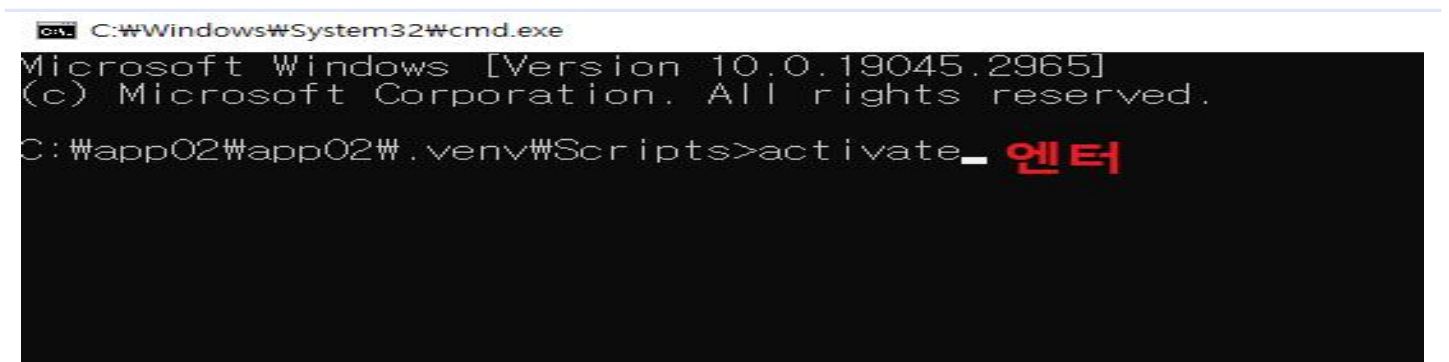 C:₩Windows₩System32₩cmd.exe
Microsoft Windows [Version 10.0.19045.2965]
(c) Microsoft Corporation. All rights reserved.
C:₩app02₩app02₩.venv₩Scripts>activate_ 엔터